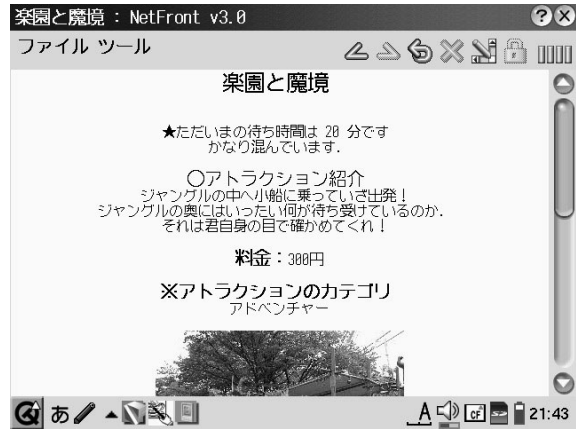 楽園と魔境 : NetFront v3.0
ファイル ツール
楽園と魔境
★ただいまの待ち時間は 20 分です
かなり混んでいます.
○アトラクション紹介
ジャングルの中へ小船に乗っていざ出発！
ジャングルの奥にはいったい何が待ち受けているのか.
それは君自身の目で確かめてくれ！
料金：300円
※アトラクションのカテゴリ
アドベンチャー
あ A CF 21:43